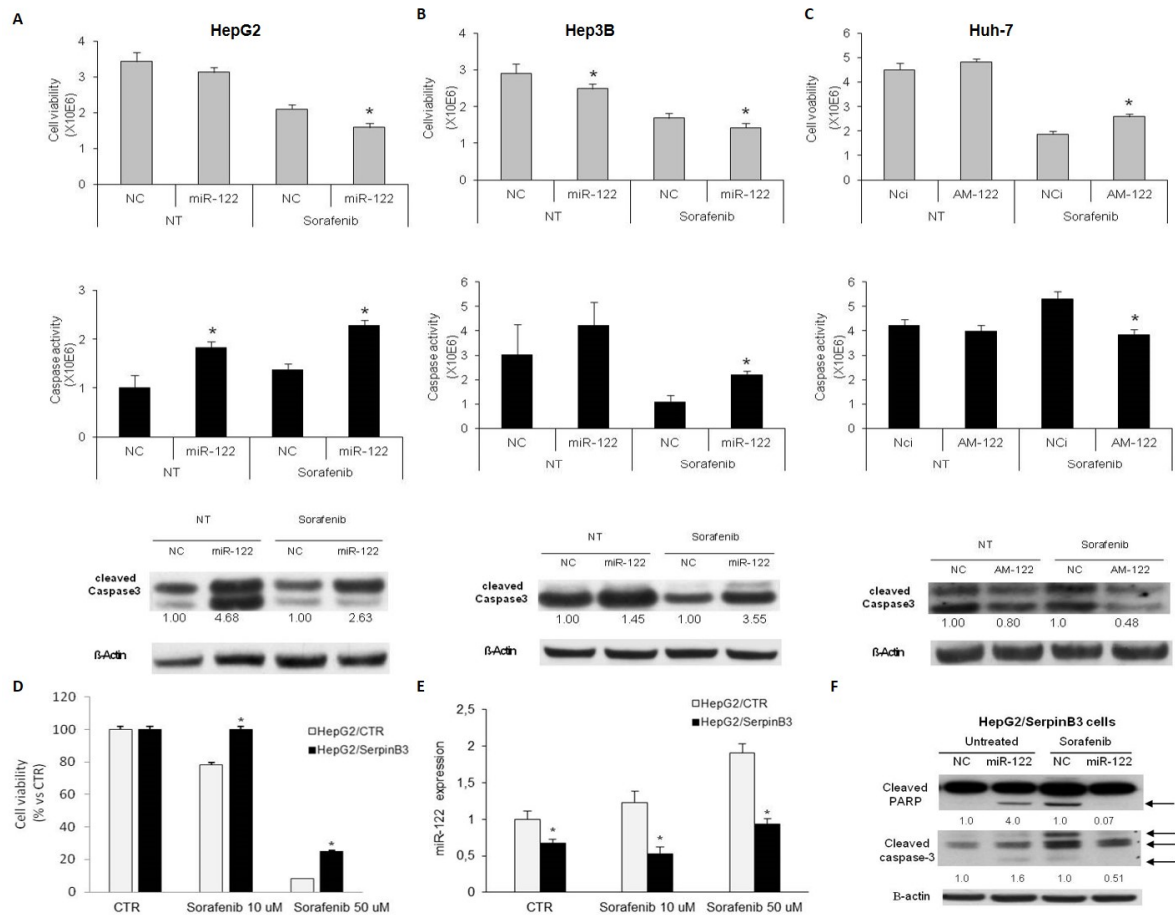 A
HepG2
Cell viability
(X10E6)
4
3
2
1
0
NC
miR-122
NC
miR-122
NT
Sorafenib
*
B
Hep3B
Cell viability
(X10E6)
4
3
2
1
0
NC
miR-122
NC
miR-122
NT
Sorafenib
*
*
C
Huh-7
Cell voability
(X10E6)
6
5
4
3
2
1
0
Nci
AM-122
NCi
AM-122
NT
Sorafenib
*
Caspase activity
(X10E6)
3
2
1
0
NC
miR-122
NC
miR-122
NT
Sorafenib
*
*
Caspase activity
(X10E6)
6
5
4
3
2
1
0
NC
miR-122
NC
miR-122
NT
Sorafenib
*
Caspase activity
(X10E6)
6
5
4
3
2
1
0
Nci
AM-122
NCi
AM-122
NT
Sorafenib
*
NT
Sorafenib
NC
miR-122
NC
miR-122
cleaved
Caspase3
1.00
4.68
1.00
2.63
ß-Actin
NT
Sorafenib
NC
miR-122
NC
miR-122
cleaved
Caspase3
1.00
1.45
1.00
3.55
ß-Actin
NT
Sorafenib
NC
AM-122
NC
AM-122
cleaved
Caspase3
1.00
0.80
1.0
0.48
ß-Actin
D
Cell viability
(% vs CTR)
120
100
80
60
40
20
0
HepG2/CTR
HepG2/SerpinB3
*
*
CTR
Sorafenib 10 uM
Sorafenib 50 uM
E
miR-122 expression
2,5
2
1,5
1
0,5
0
HepG2/CTR
HepG2/SerpinB3
*
*
*
CTR
Sorafenib 10 uM
Sorafenib 50 uM
F
HepG2/SerpinB3 cells
Untreated
Sorafenib
NC
miR-122
NC
miR-122
Cleaved
PARP
1.0
4.0
1.0
0.07
Cleaved
caspase-3
1.0
1.6
1.0
0.51
B-actin